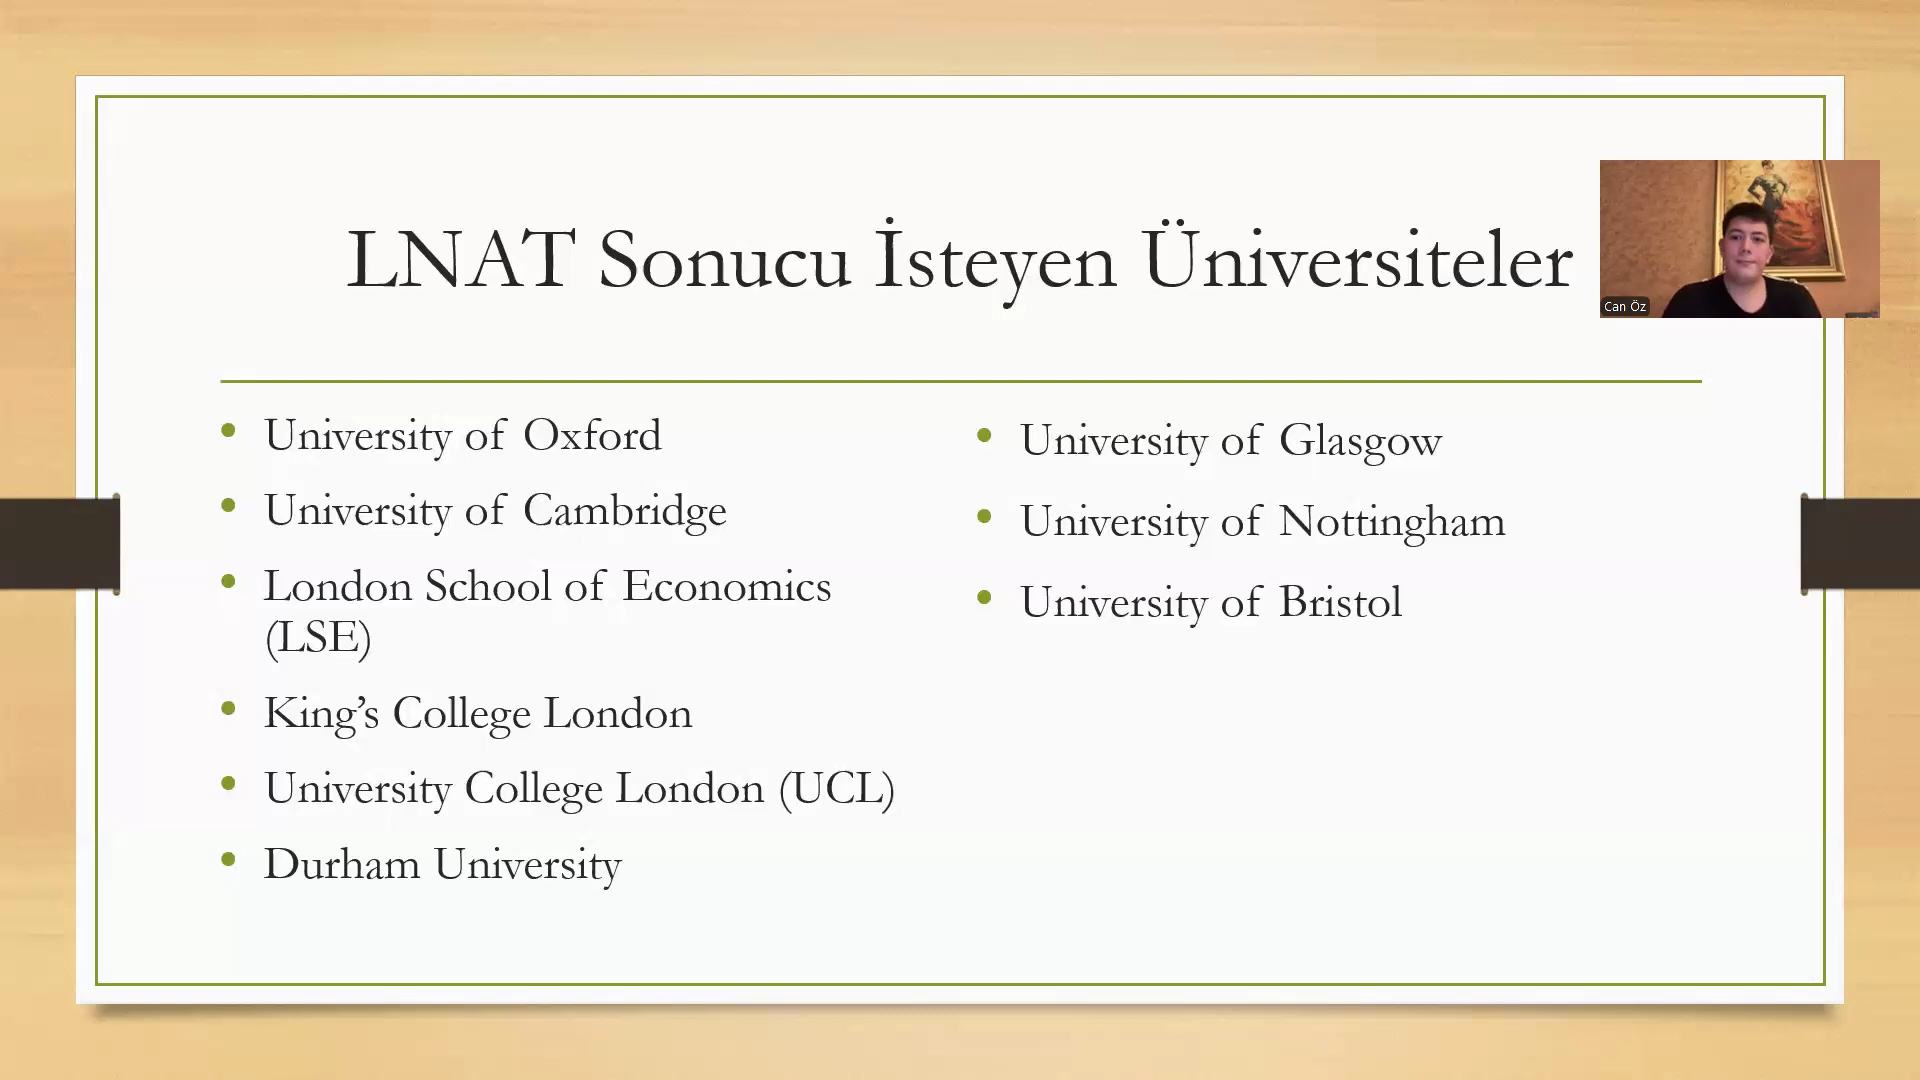 LNAT Sonucu İsteyen Üniversiteler
Can Öz
University of Oxford
University of Cambridge
London School of Economics
(LSE)
King’s College London
University College London (UCL)
Durham University
University of Glasgow
University of Nottingham
University of Bristol